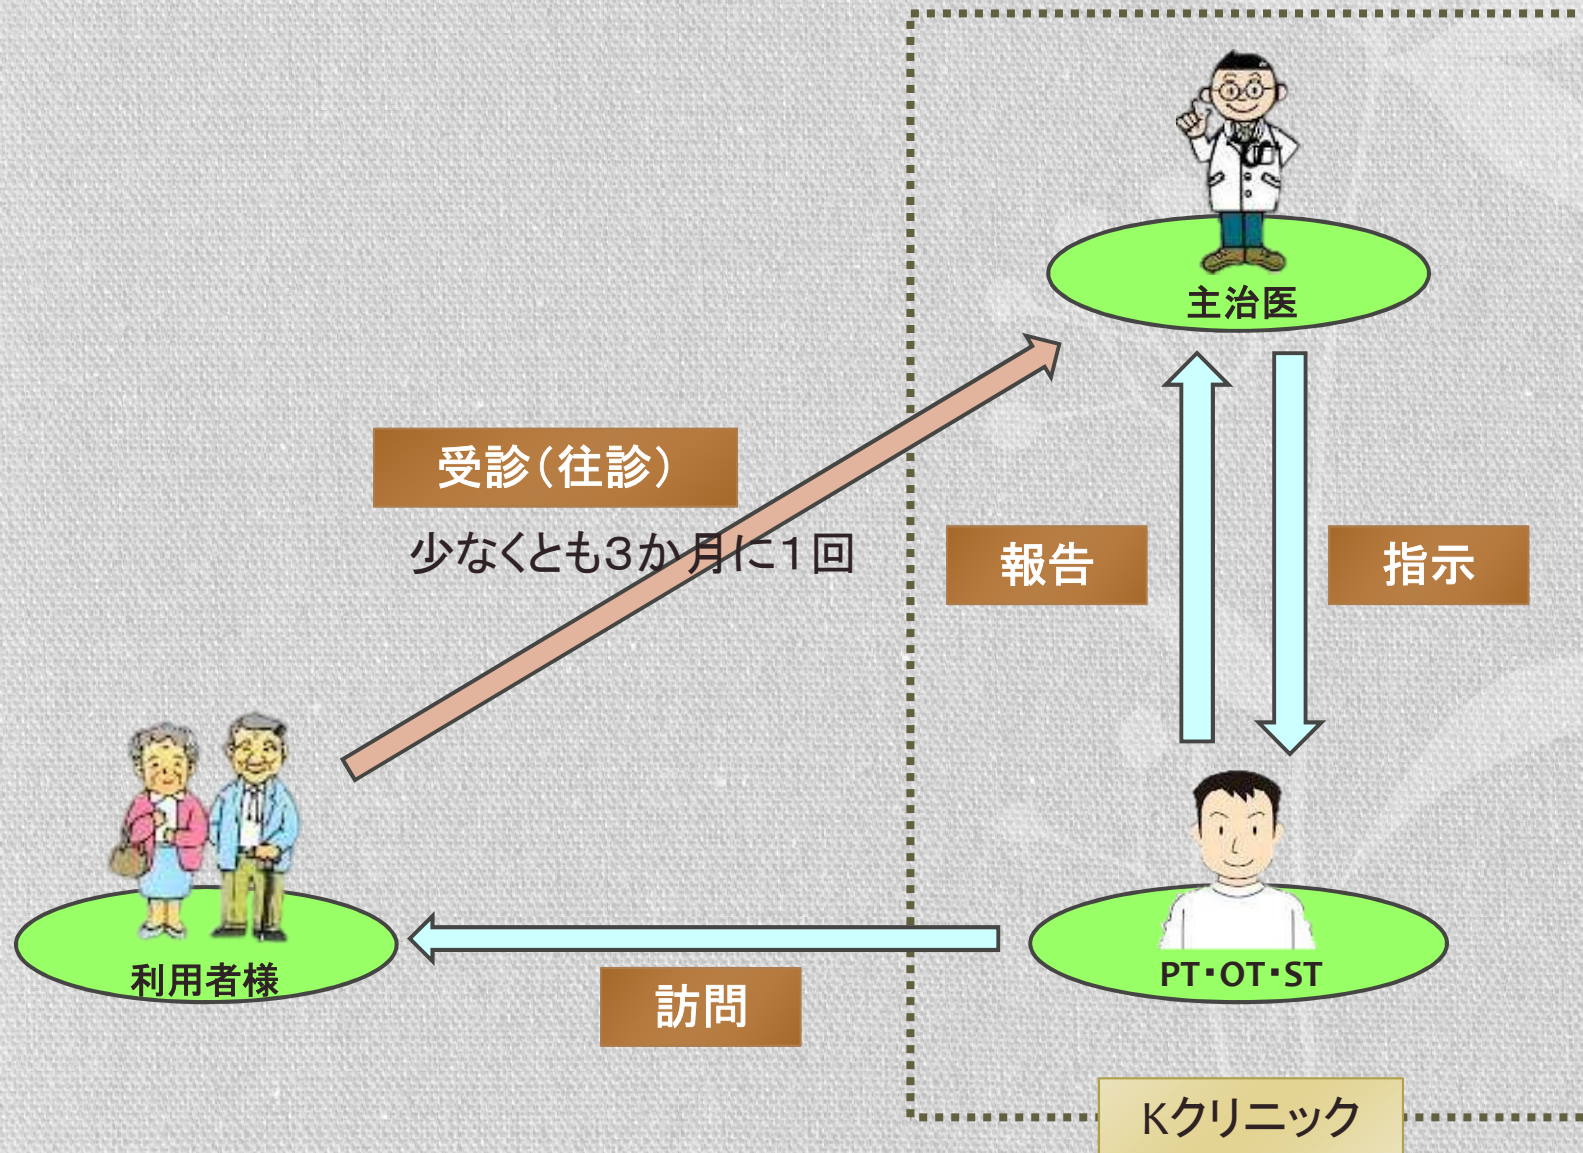 主治医
受診（往診）
少なくとも３か月に１回
報告
指示
利用者様
PT・OT・ST
訪問
Kクリニック